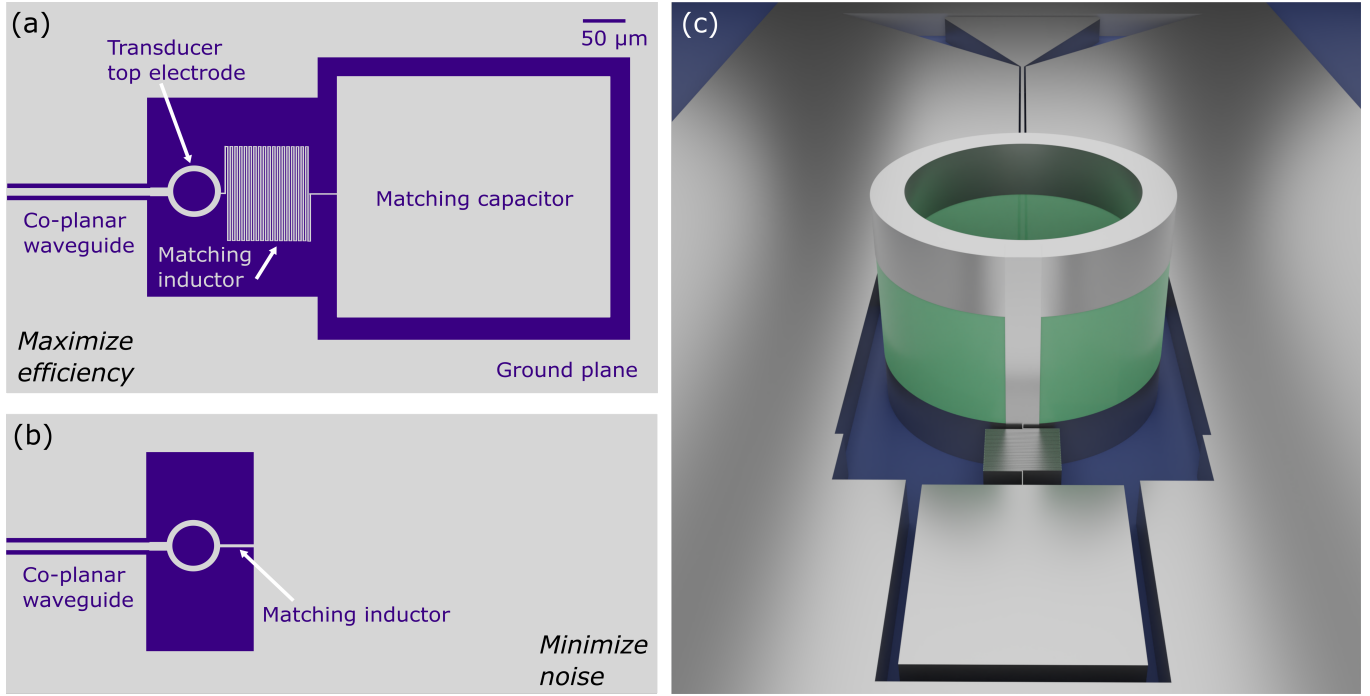 (a)
50 μm
Transducer
top electrode
Matching capacitor
Co-planar
waveguide
Matching
inductor
Maximize
efficiency
Ground plane
(b)
Co-planar
waveguide
Matching inductor
Minimize
noise
(c)